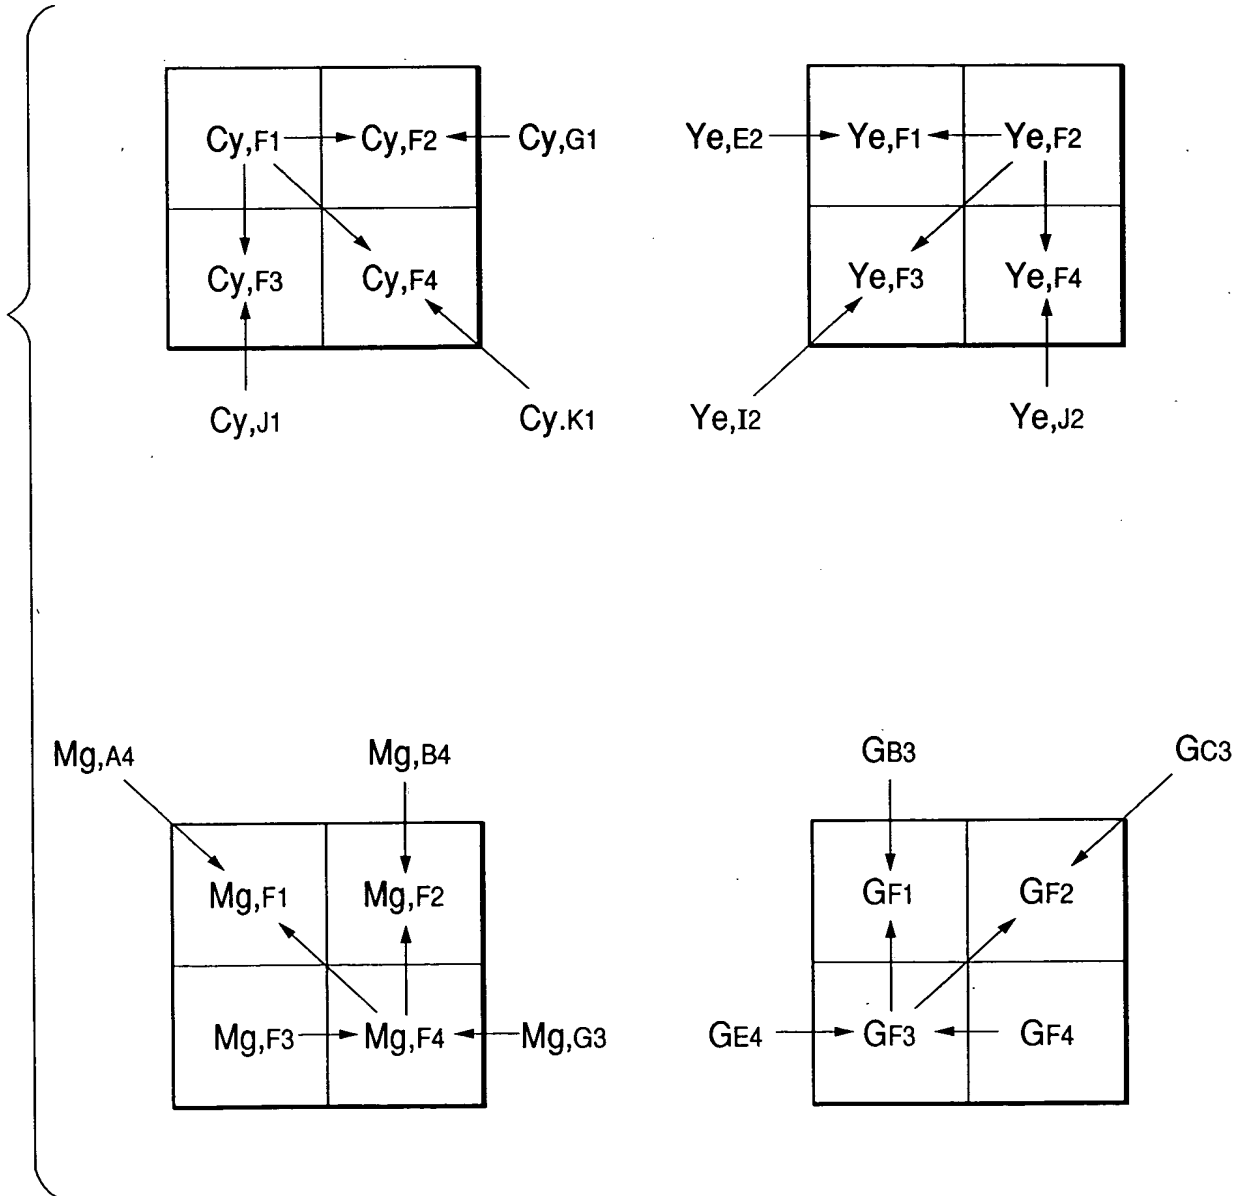 Cy,F1 Cy,F2 Cy,G1 Ye,E2 Ye,F1 Ye,F2
Cy,F3 Cy,F4 Ye,F3 Ye,F4
Cy,J1 Cy.K1 Ye,I2 Ye,J2
Mg,A4 Mg,B4 GB3 GC3
Mg,F1 Mg,F2 GF1 GF2
Mg,F3 Mg,F4 Mg,G3 GE4 GF3 GF4